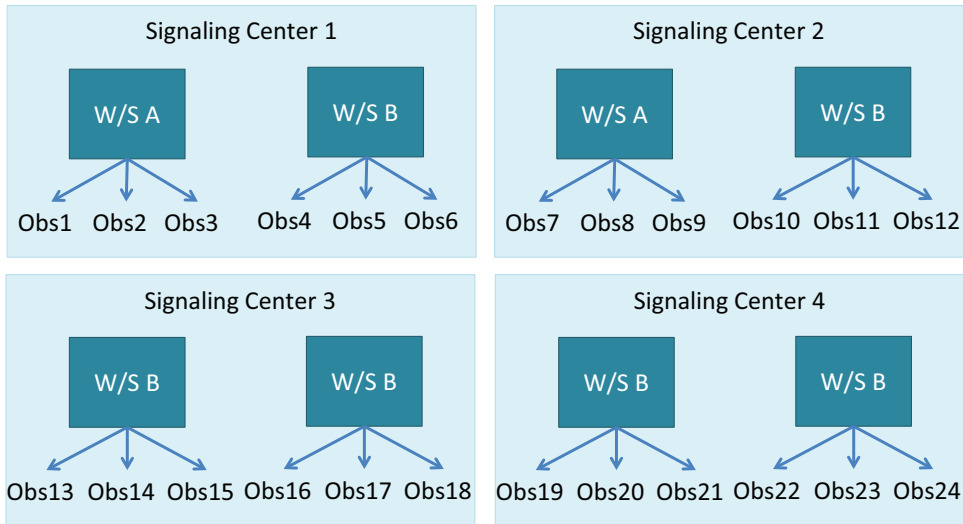 Signaling Center 1
W/S A
W/S B
Obs1 Obs2 Obs3
Obs4 Obs5 Obs6
Signaling Center 2
W/S A
W/S B
Obs7 Obs8 Obs9
Obs10 Obs11 Obs12
Signaling Center 3
W/S B
W/S B
Obs13 Obs14 Obs15
Obs16 Obs17 Obs18
Signaling Center 4
W/S B
W/S B
Obs19 Obs20 Obs21
Obs22 Obs23 Obs24